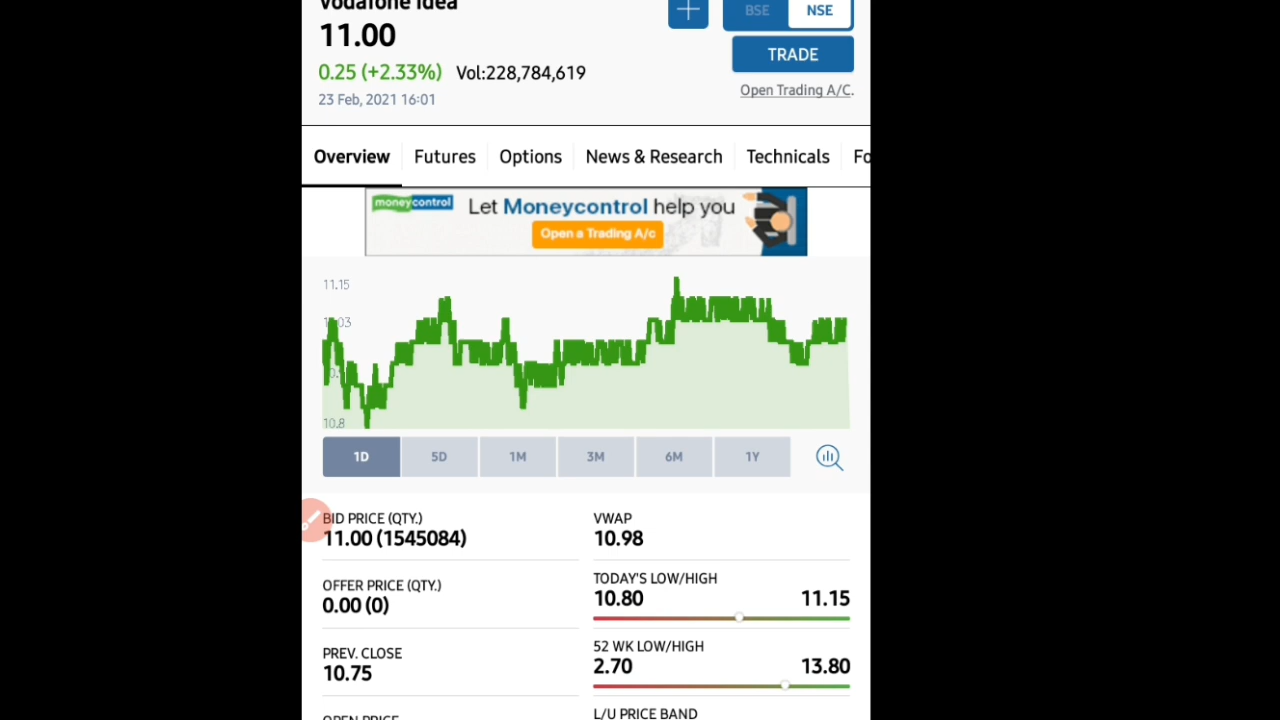 Vodafone Idea
11.00
0.25 (+2.33%) Vol:228,784,619
23 Feb, 2021 16:01
BSE NSE
TRADE
Open Trading A/C.
Overview Futures Options News & Research Technicals Fo
moneycontrol Let Moneycontrol help you
Open a Trading A/c
11.15
10.8
1D 5D 1M 3M 6M 1Y
BID PRICE (QTY.)
11.00 (1545084)
VWAP
10.98
OFFER PRICE (QTY.)
0.00 (0)
TODAY'S LOW/HIGH
10.80 11.15
PREV. CLOSE
10.75
52 WK LOW/HIGH
2.70 13.80
OPEN PRICE
L/U PRICE BAND